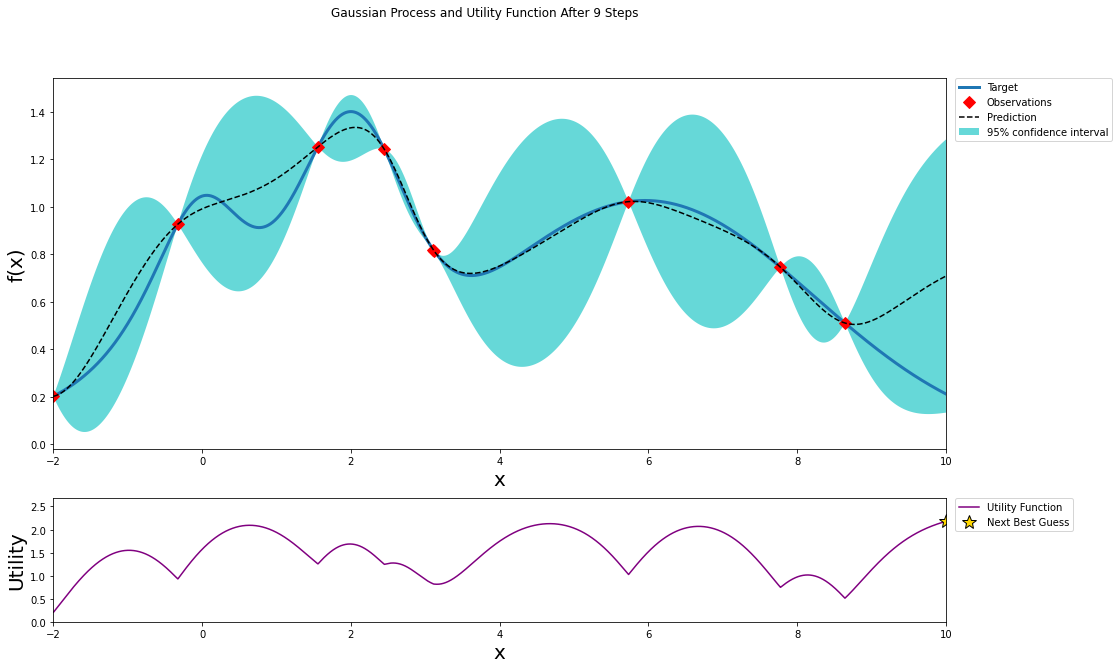 Gaussian Process and Utility Function After 9 Steps
Target
Observations
Prediction
95% confidence interval
f(x)
1.4
1.2
1.0
0.8
0.6
0.4
0.2
0.0
−2 0 2 4 6 8 10
x
Utility Function
Next Best Guess
Utility
2.5
2.0
1.5
1.0
0.5
0.0
−2 0 2 4 6 8 10
x